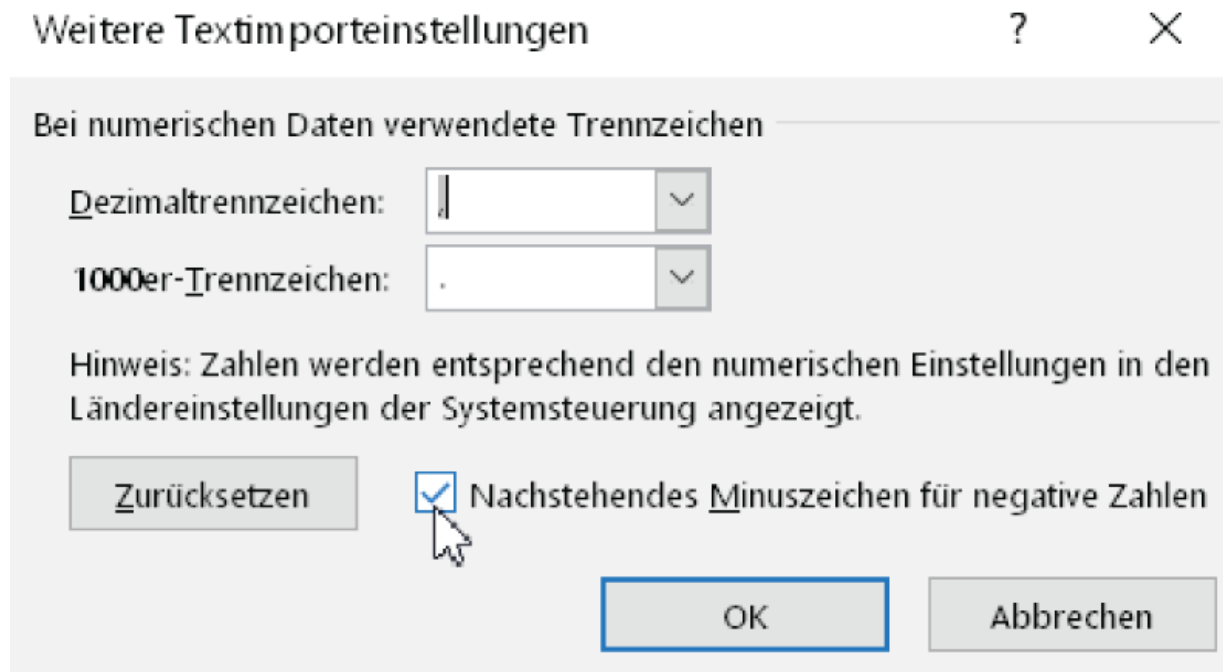 Weitere Textimporteinstellungen
?
Bei numerischen Daten verwendete Trennzeichen
Dezimaltrennzeichen: ,
1000er-Trennzeichen: .
Hinweis: Zahlen werden entsprechend den numerischen Einstellungen in den
Ländereinstellungen der Systemsteuerung angezeigt.
Zurücksetzen Nachstehendes Minuszeichen für negative Zahlen
OK Abbrechen